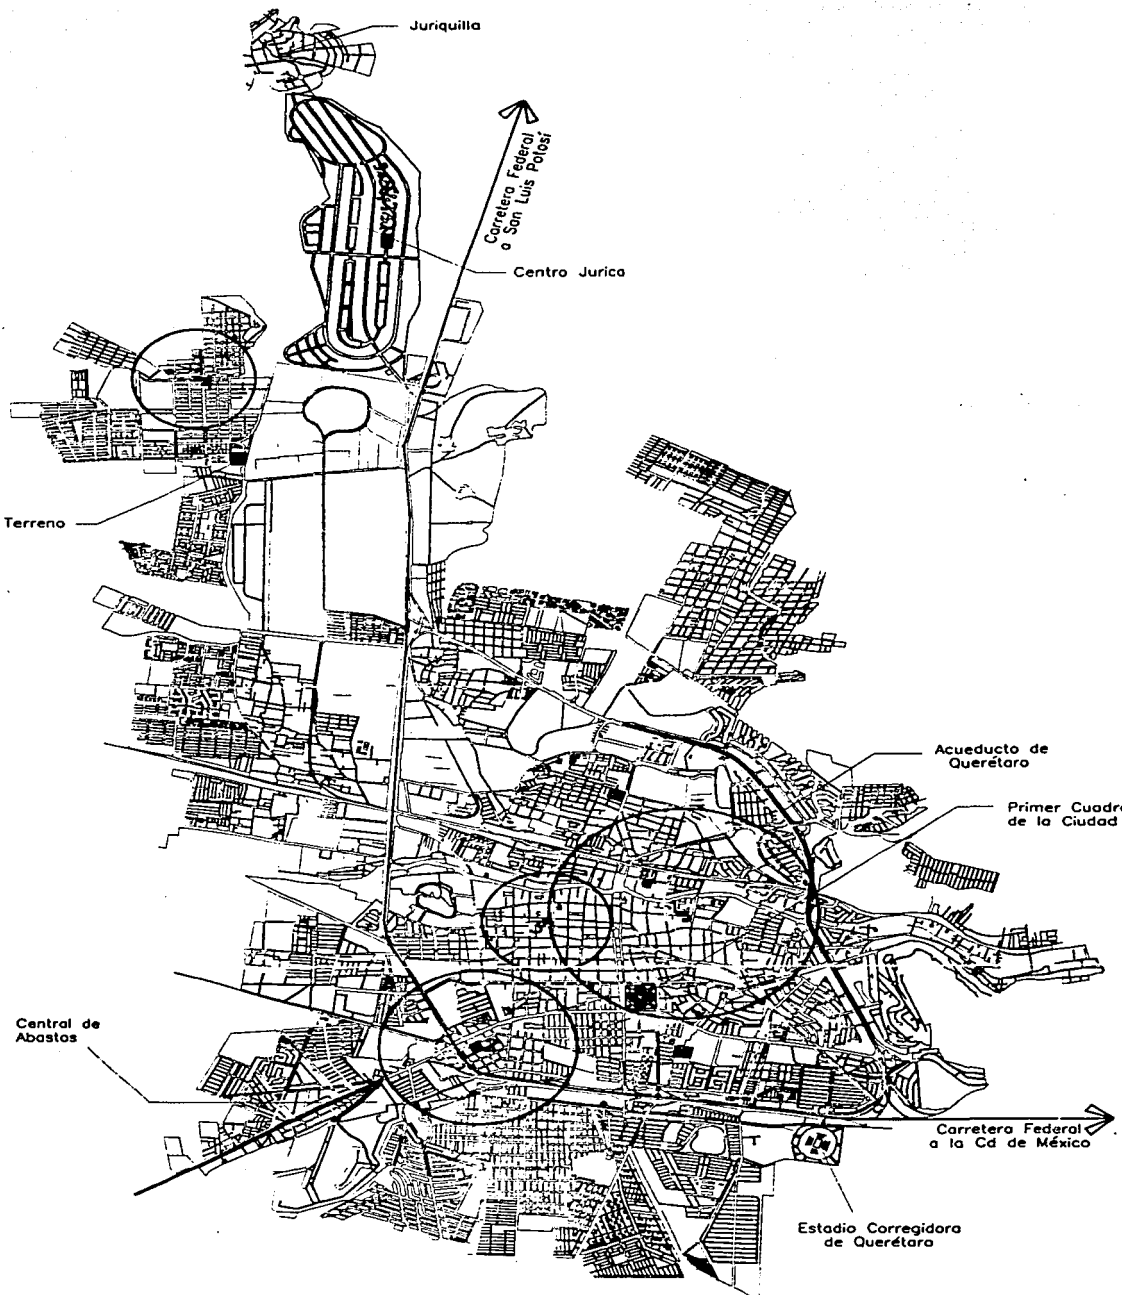 Juriquilla
Carretera Federal
a San Luis Potosí
Centro Jurica
Terreno
Acueducto de
Querétaro
Primer Cuadro
de la Ciudad
Central de
Abastos
Carretera Federal
a la Cd de México
Estadio Corregidora
de Querétaro